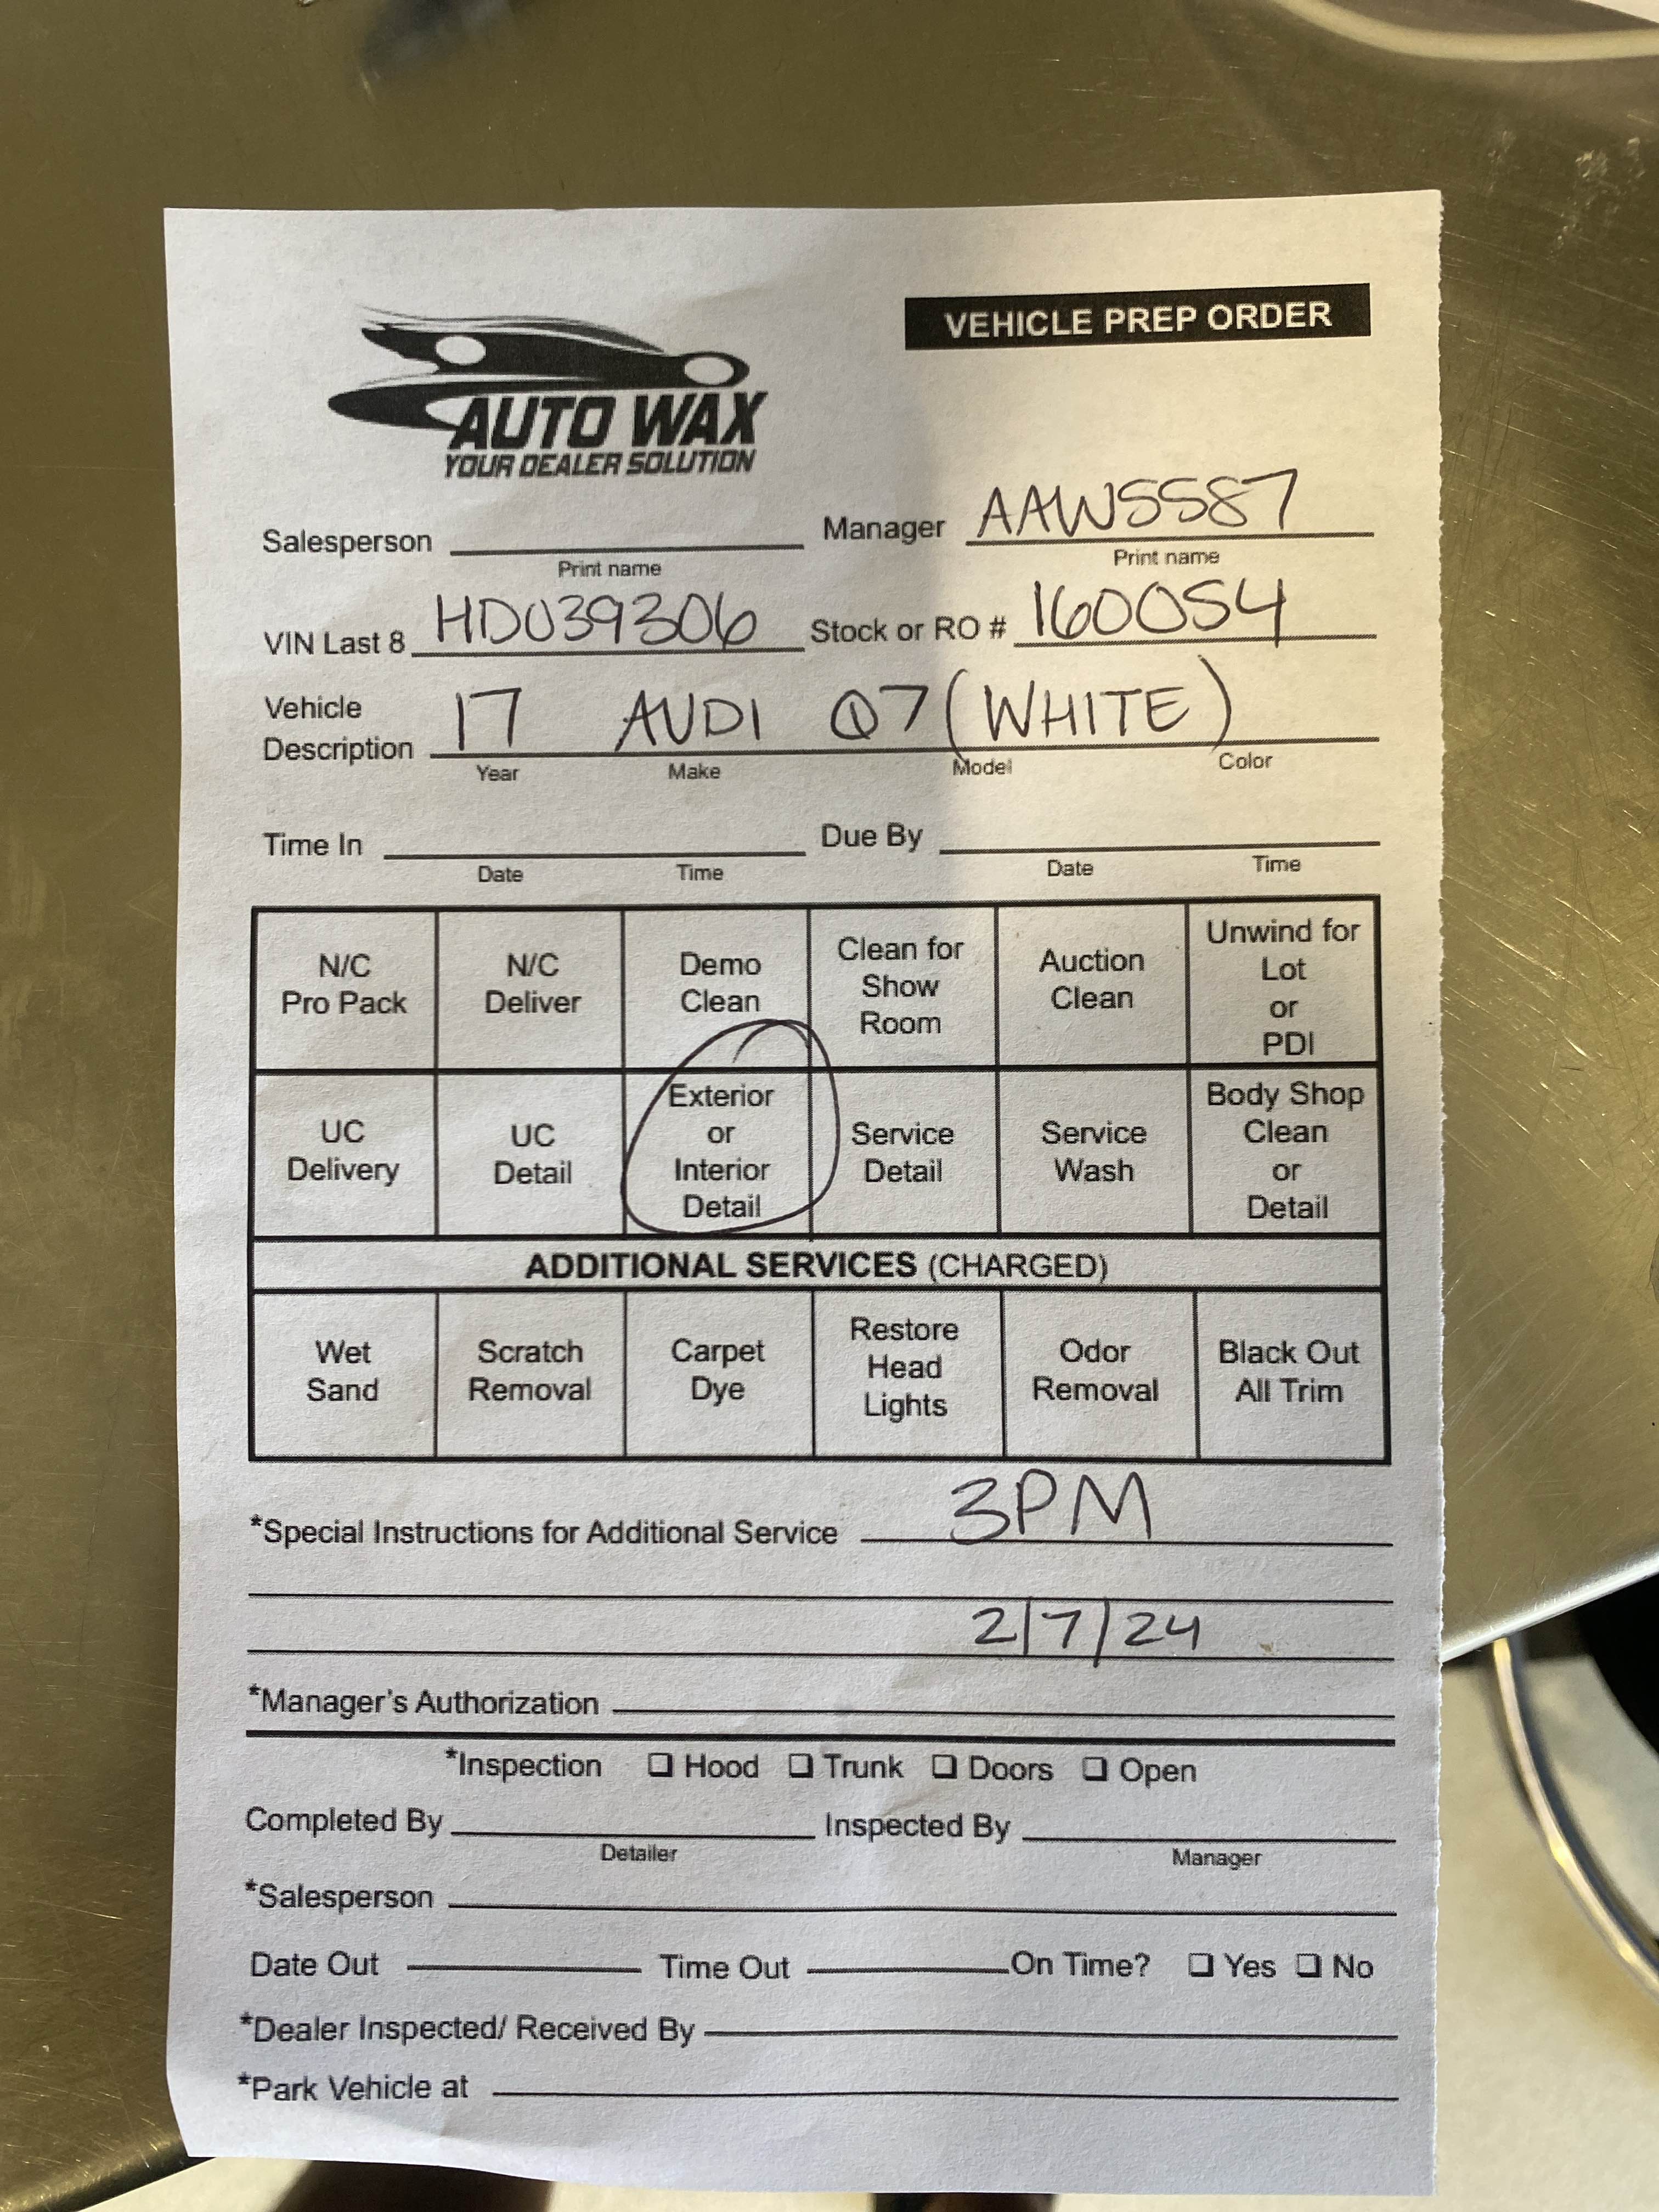 VEHICLE PREP ORDER
AUTO WAX
YOUR DEALER SOLUTION
Salesperson Manager AAW5587
Print name Print name
VIN Last 8 HD039306 Stock or RO # 160054
Vehicle Description 17 AUDI Q7 (WHITE)
Year Make Model Color
Time In Due By
Date Time Date Time
N/C Pro Pack N/C Deliver Demo Clean Clean for Show Room Auction Clean Unwind for Lot or PDI
UC Delivery UC Detail Exterior or Interior Detail Service Detail Service Wash Body Shop Clean or Detail
ADDITIONAL SERVICES (CHARGED)
Wet Sand Scratch Removal Carpet Dye Restore Head Lights Odor Removal Black Out All Trim
*Special Instructions for Additional Service 3PM
2/7/24
*Manager's Authorization
*Inspection ❑ Hood ❑ Trunk ❑ Doors ❑ Open
Completed By Inspected By
Detailer Manager
*Salesperson
Date Out Time Out On Time? ❑ Yes ❑ No
*Dealer Inspected/ Received By
*Park Vehicle at